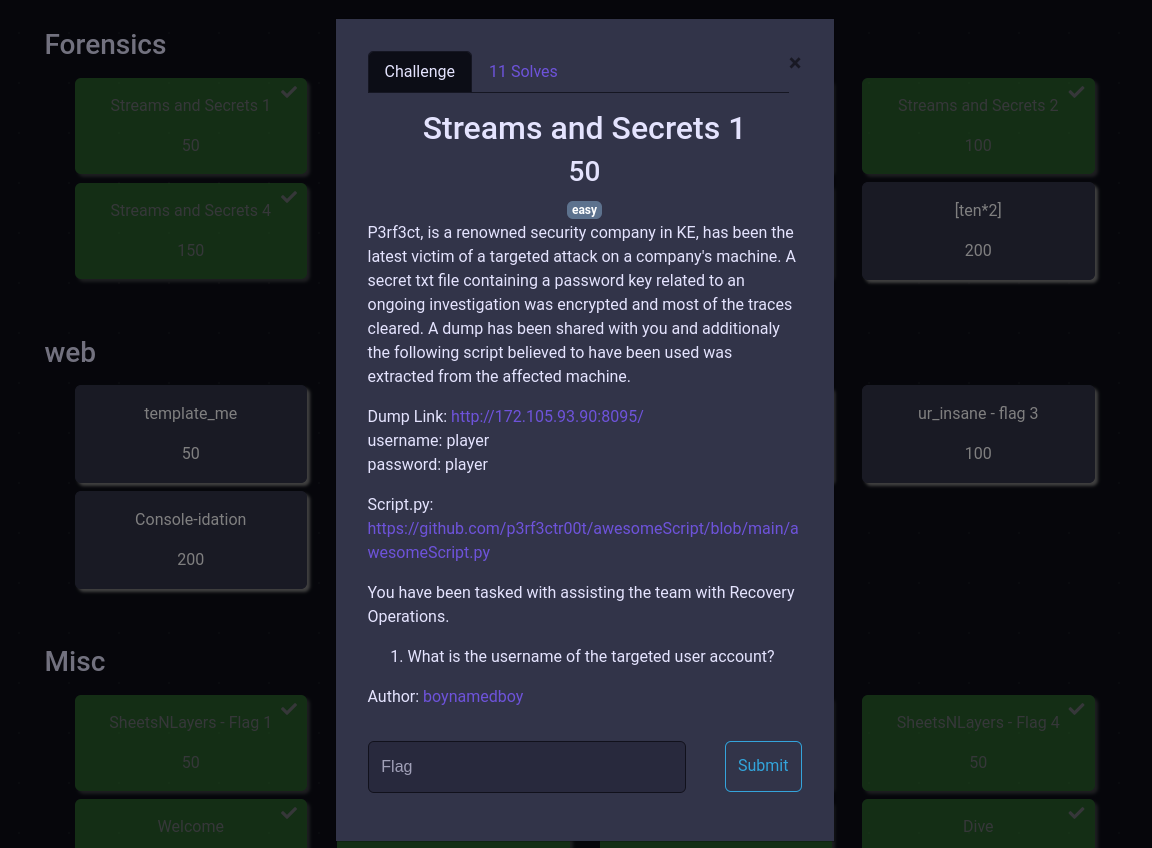 Forensics
Streams and Secrets 1
50
Streams and Secrets 2
100
Streams and Secrets 4
150
[ten*2]
200
web
template_me
50
ur_insane - flag 3
100
Console-idation
200
Misc
SheetsNLayers - Flag 1
50
SheetsNLayers - Flag 4
50
Welcome
Dive
Challenge
11 Solves
×
Streams and Secrets 1
50
easy
P3rf3ct, is a renowned security company in KE, has been the
latest victim of a targeted attack on a company's machine. A
secret txt file containing a password key related to an
ongoing investigation was encrypted and most of the traces
cleared. A dump has been shared with you and additionaly
the following script believed to have been used was
extracted from the affected machine.
Dump Link: http://172.105.93.90:8095/
username: player
password: player
Script.py:
https://github.com/p3rf3ctr00t/awesomeScript/blob/main/a
wesomeScript.py
You have been tasked with assisting the team with Recovery
Operations.
1. What is the username of the targeted user account?
Author: boynamedboy
Flag
Submit